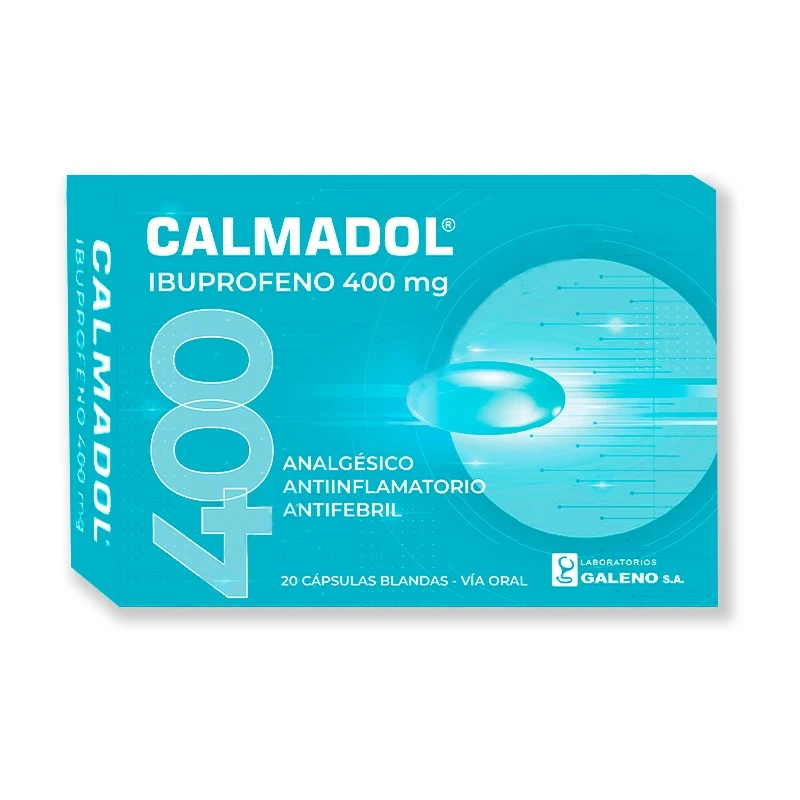 CALMADOL®
IBUPROFENO 400 mg
CALMADOL®
IBUPROFENO 400 mg
400
ANALGÉSICO
ANTIINFLAMATORIO
ANTIFEBRIL
20 CÁPSULAS BLANDAS - VÍA ORAL
LABORATORIOS
GALENO S.A.